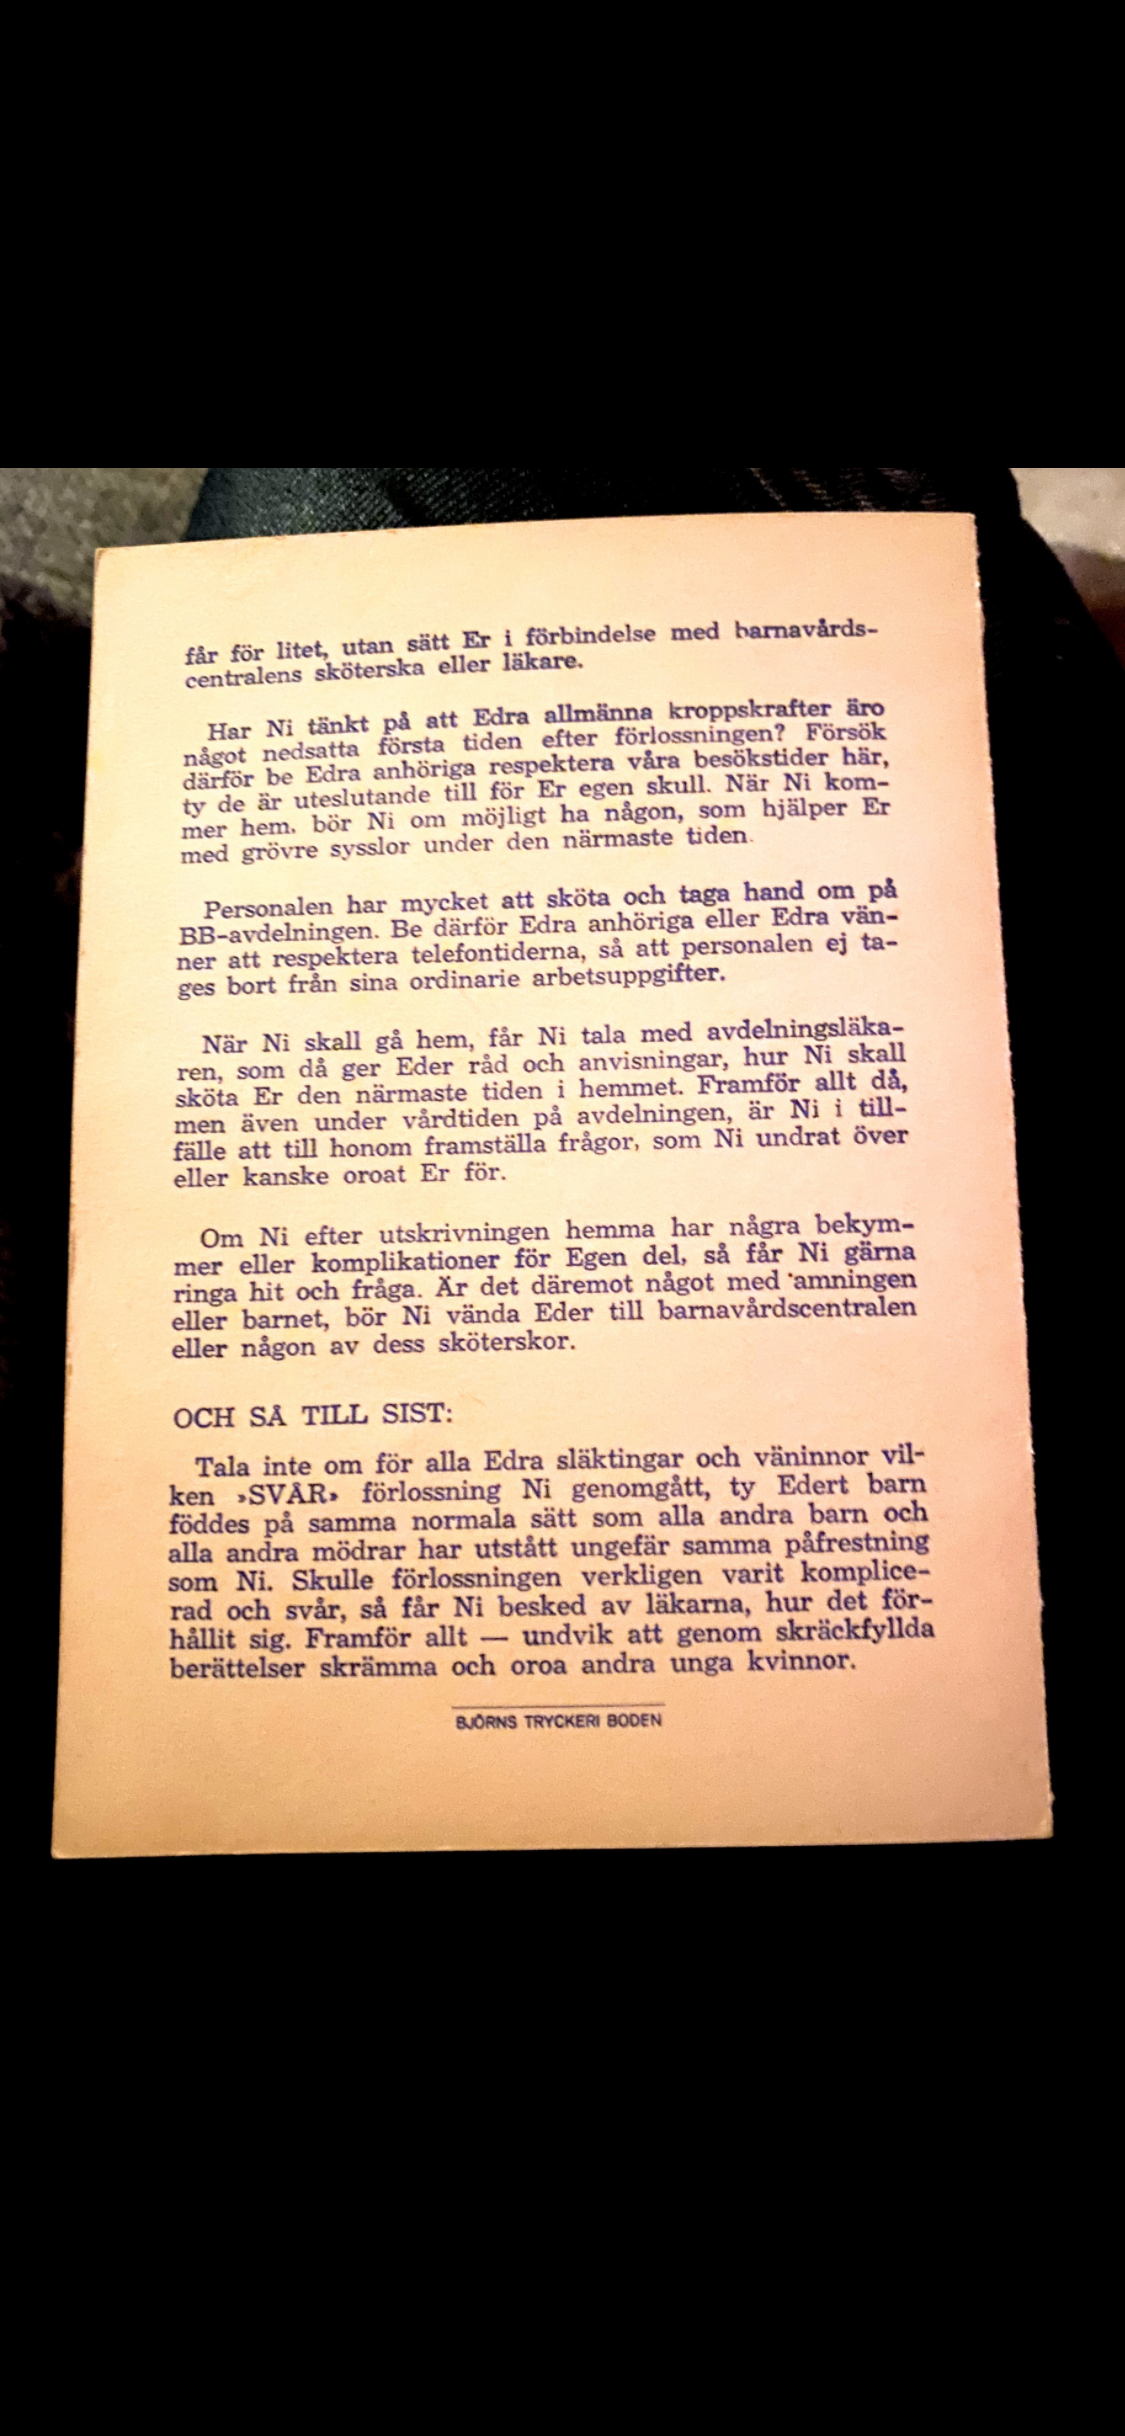 får för litet, utan sätt Er i förbindelse med barnavårds-
centralens sköterska eller läkare.
Har Ni tänkt på att Edra allmänna kroppskrafter äro
något nedsatta första tiden efter förlossningen? Försök
därför be Edra anhöriga respektera våra besökstider här,
ty de är uteslutande till för Er egen skull. När Ni kom-
mer hem, bör Ni om möjligt ha någon, som hjälper Er
med grövre sysslor under den närmaste tiden.
Personalen har mycket att sköta och taga hand om på
BB-avdelningen. Be därför Edra anhöriga eller Edra vän-
ner att respektera telefontiderna, så att personalen ej ta-
ges bort från sina ordinarie arbetsuppgifter.
När Ni skall gå hem, får Ni tala med avdelningsläka-
ren, som då ger Eder råd och anvisningar, hur Ni skall
sköta Er den närmaste tiden i hemmet. Framför allt då,
men även under vårdtiden på avdelningen, är Ni i till-
fälle att till honom framställa frågor, som Ni undrat över
eller kanske oroat Er för.
Om Ni efter utskrivningen hemma har några bekym-
mer eller komplikationer för Egen del, så får Ni gärna
ringa hit och fråga. Är det däremot något med amningen
eller barnet, bör Ni vända Eder till barnavårdscentralen
eller någon av dess sköterskor.
OCH SÅ TILL SIST:
Tala inte om för alla Edra släktingar och väninnor vil-
ken »SVÅR» förlossning Ni genomgått, ty Edert barn
föddes på samma normala sätt som alla andra barn och
alla andra mödrar har utstått ungefär samma påfrestning
som Ni. Skulle förlossningen verkligen varit komplice-
rad och svår, så får Ni besked av läkarna, hur det för-
hållit sig. Framför allt — undvik att genom skräckfyllda
berättelser skrämma och oroa andra unga kvinnor.
BJÖRNS TRYCKERI BODEN